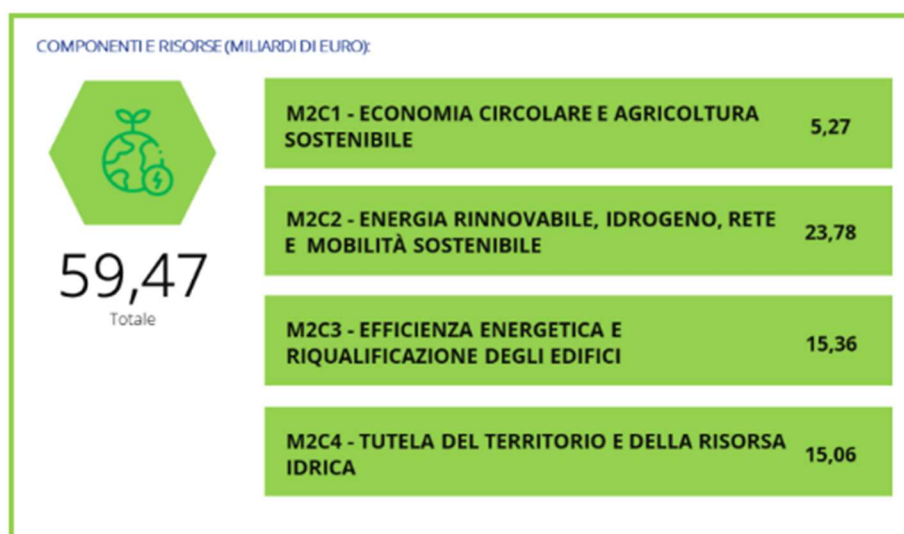 COMPONENTI E RISORSE (MILIARDI DI EURO):
59,47
Totale
M2C1 - ECONOMIA CIRCOLARE E AGRICOLTURA
SOSTENIBILE
5,27
M2C2 - ENERGIA RINNOVABILE, IDROGENO, RETE
E MOBILITÀ SOSTENIBILE
23,78
M2C3 - EFFICIENZA ENERGETICA E
RIQUALIFICAZIONE DEGLI EDIFICI
15,36
M2C4 - TUTELA DEL TERRITORIO E DELLA RISORSA
IDRICA
15,06